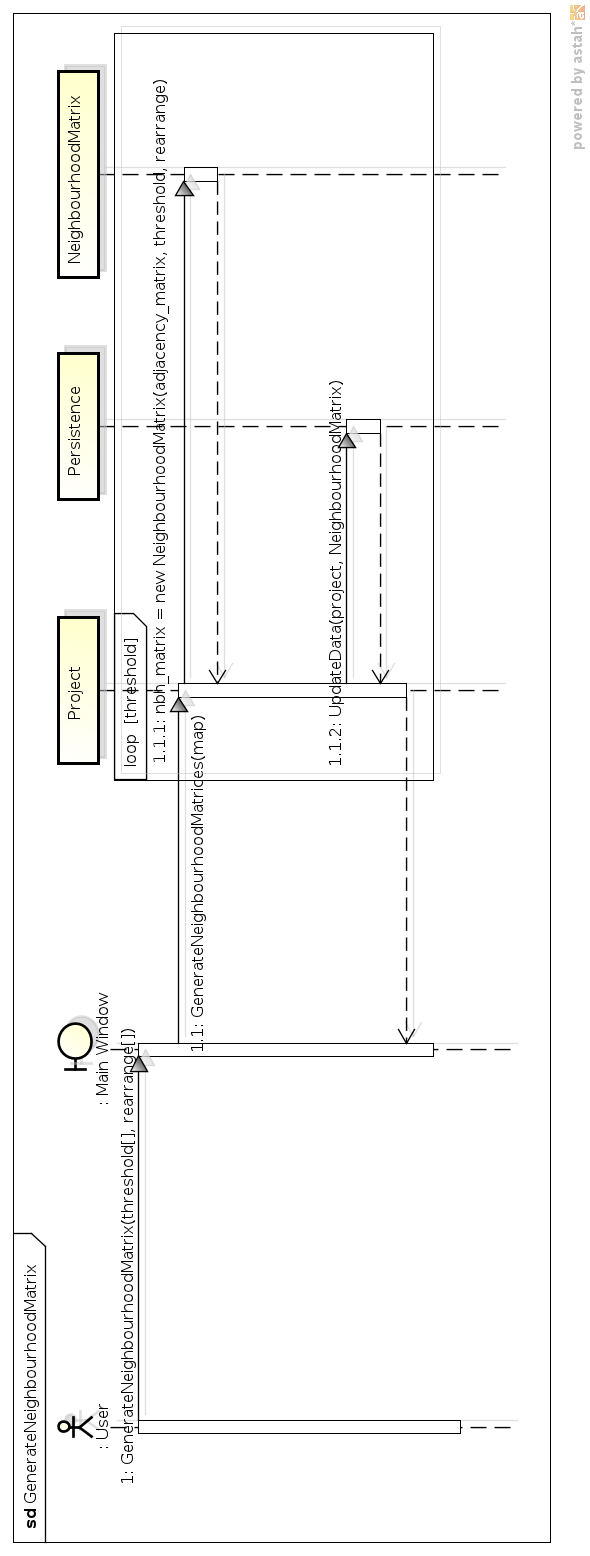 sd GenerateNeighbourhoodMatrix
: User
: Main Window
Project
Persistence
NeighbourhoodMatrix
1: GenerateNeighbourhoodMatrix(threshold[], rearrange[])
loop [threshold]
1.1.1: nbh_matrix = new NeighbourhoodMatrix(adjacency_matrix, threshold, rearrange)
1.1: GenerateNeighbourhoodMatrices(map)
1.1.2: UpdateData(project, NeighbourhoodMatrix)
powered by astah*